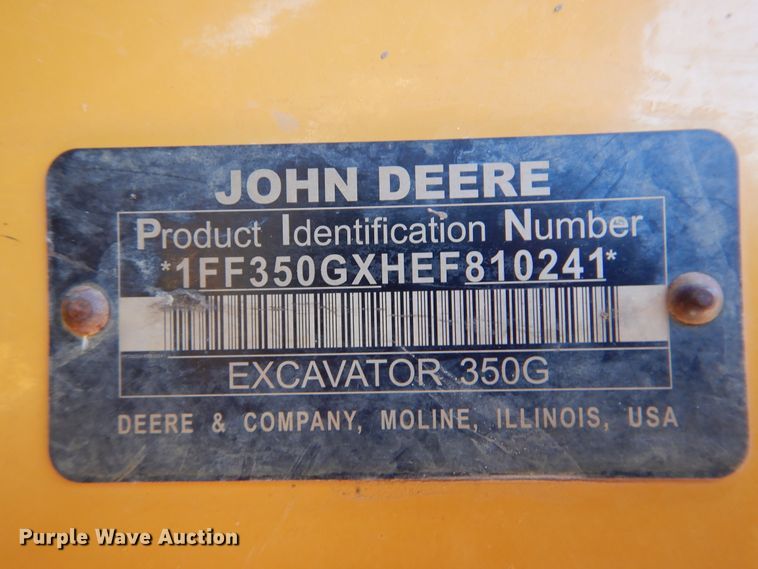 JOHN DEERE
Product Identification Number
*1FF350GXHEF810241*
EXCAVATOR 350G
DEERE & COMPANY, MOLINE, ILLINOIS, USA
Purple Wave Auction